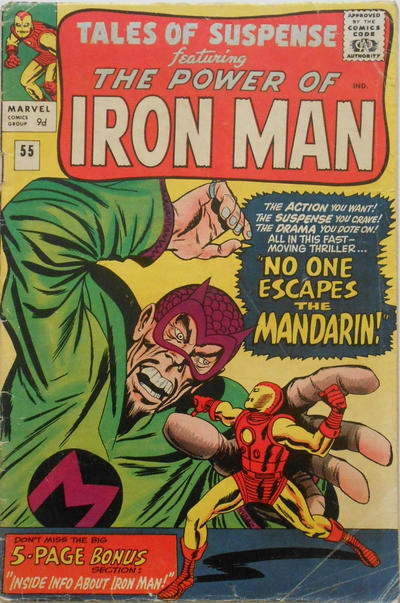 TALES OF SUSPENSE
featuring
THE POWER OF
IND.
IRON MAN
APPROVED
BY THE
COMICS
CODE
CA
AUTHORITY
MARVEL
COMICS
GROUP
9d
55
THE ACTION YOU WANT!
THE SUSPENSE YOU CRAVE!
THE DRAMA YOU DOTE ON!
ALL IN THIS FAST-
MOVING THRILLER...
"NO ONE
ESCAPES
THE
MANDARIN!"
M
DON'T MISS THE BIG
5-PAGE BONUS
SECTION:
"INSIDE INFO ABOUT IRON MAN!"